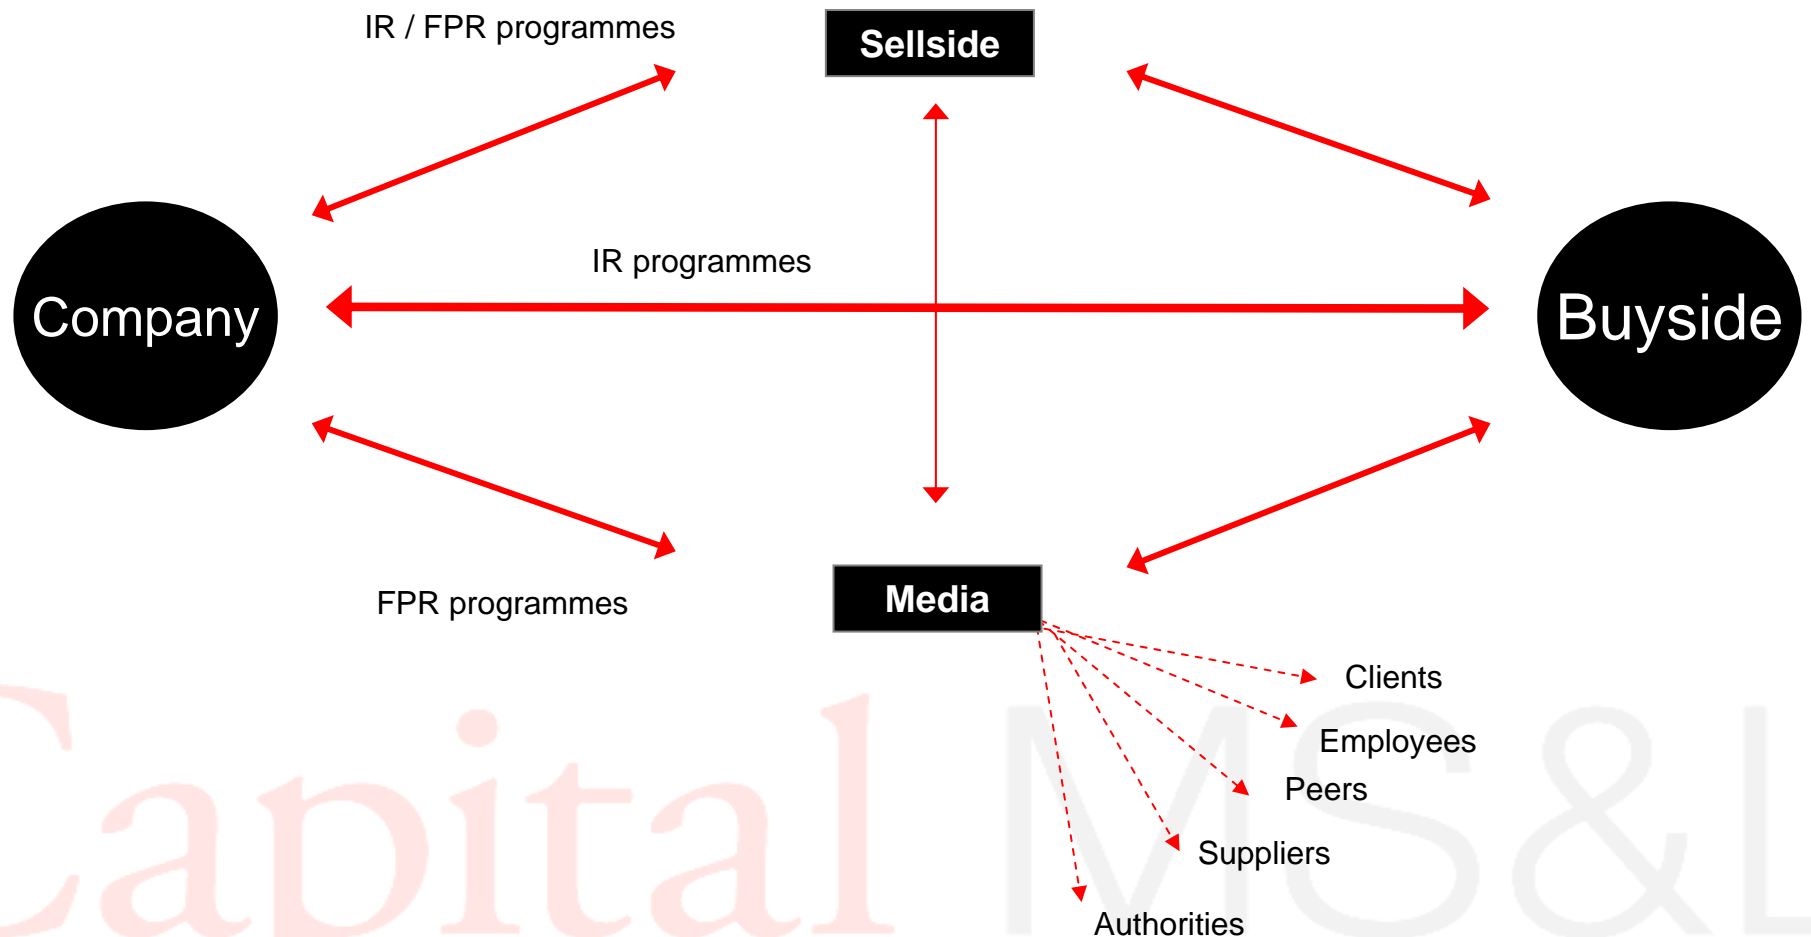 IR / FPR programmes
Sellside
IR programmes
Company
Buyside
FPR programmes
Media
Clients
Employees
Peers
Suppliers
Authorities
Capital MS&L